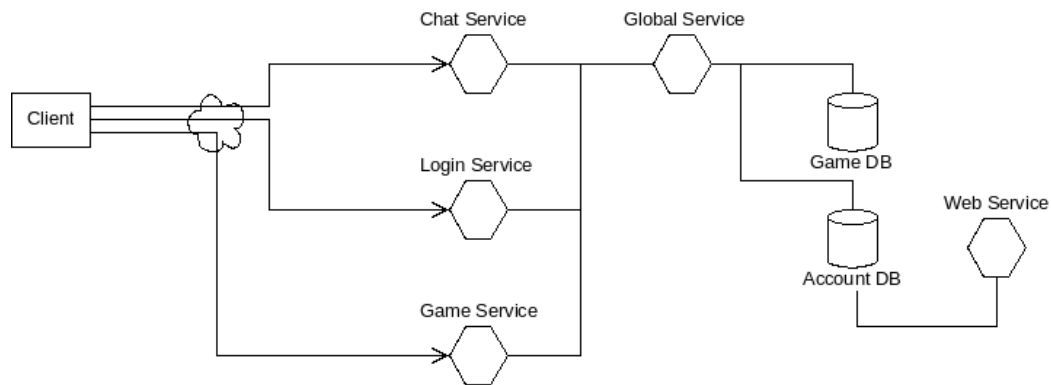 Chat Service
Global Service
Client
Game DB
Login Service
Web Service
Account DB
Game Service